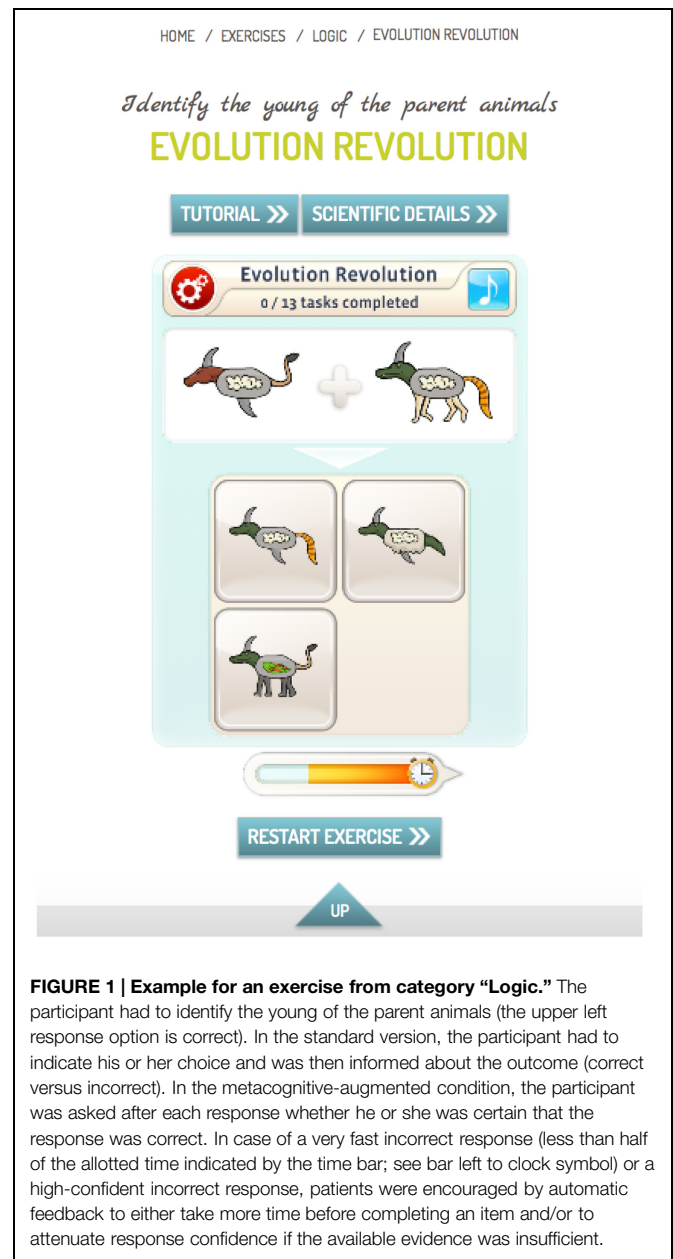 HOME / EXERCISES / LOGIC / EVOLUTION REVOLUTION
Identify the young of the parent animals
EVOLUTION REVOLUTION
TUTORIAL >> SCIENTIFIC DETAILS >>
Evolution Revolution
0 / 13 tasks completed
RESTART EXERCISE >>
UP
FIGURE 1 | Example for an exercise from category “Logic.” The
participant had to identify the young of the parent animals (the upper left
response option is correct). In the standard version, the participant had to
indicate his or her choice and was then informed about the outcome (correct
versus incorrect). In the metacognitive-augmented condition, the participant
was asked after each response whether he or she was certain that the
response was correct. In case of a very fast incorrect response (less than half
of the allotted time indicated by the time bar; see bar left to clock symbol) or a
high-confident incorrect response, patients were encouraged by automatic
feedback to either take more time before completing an item and/or to
attenuate response confidence if the available evidence was insufficient.